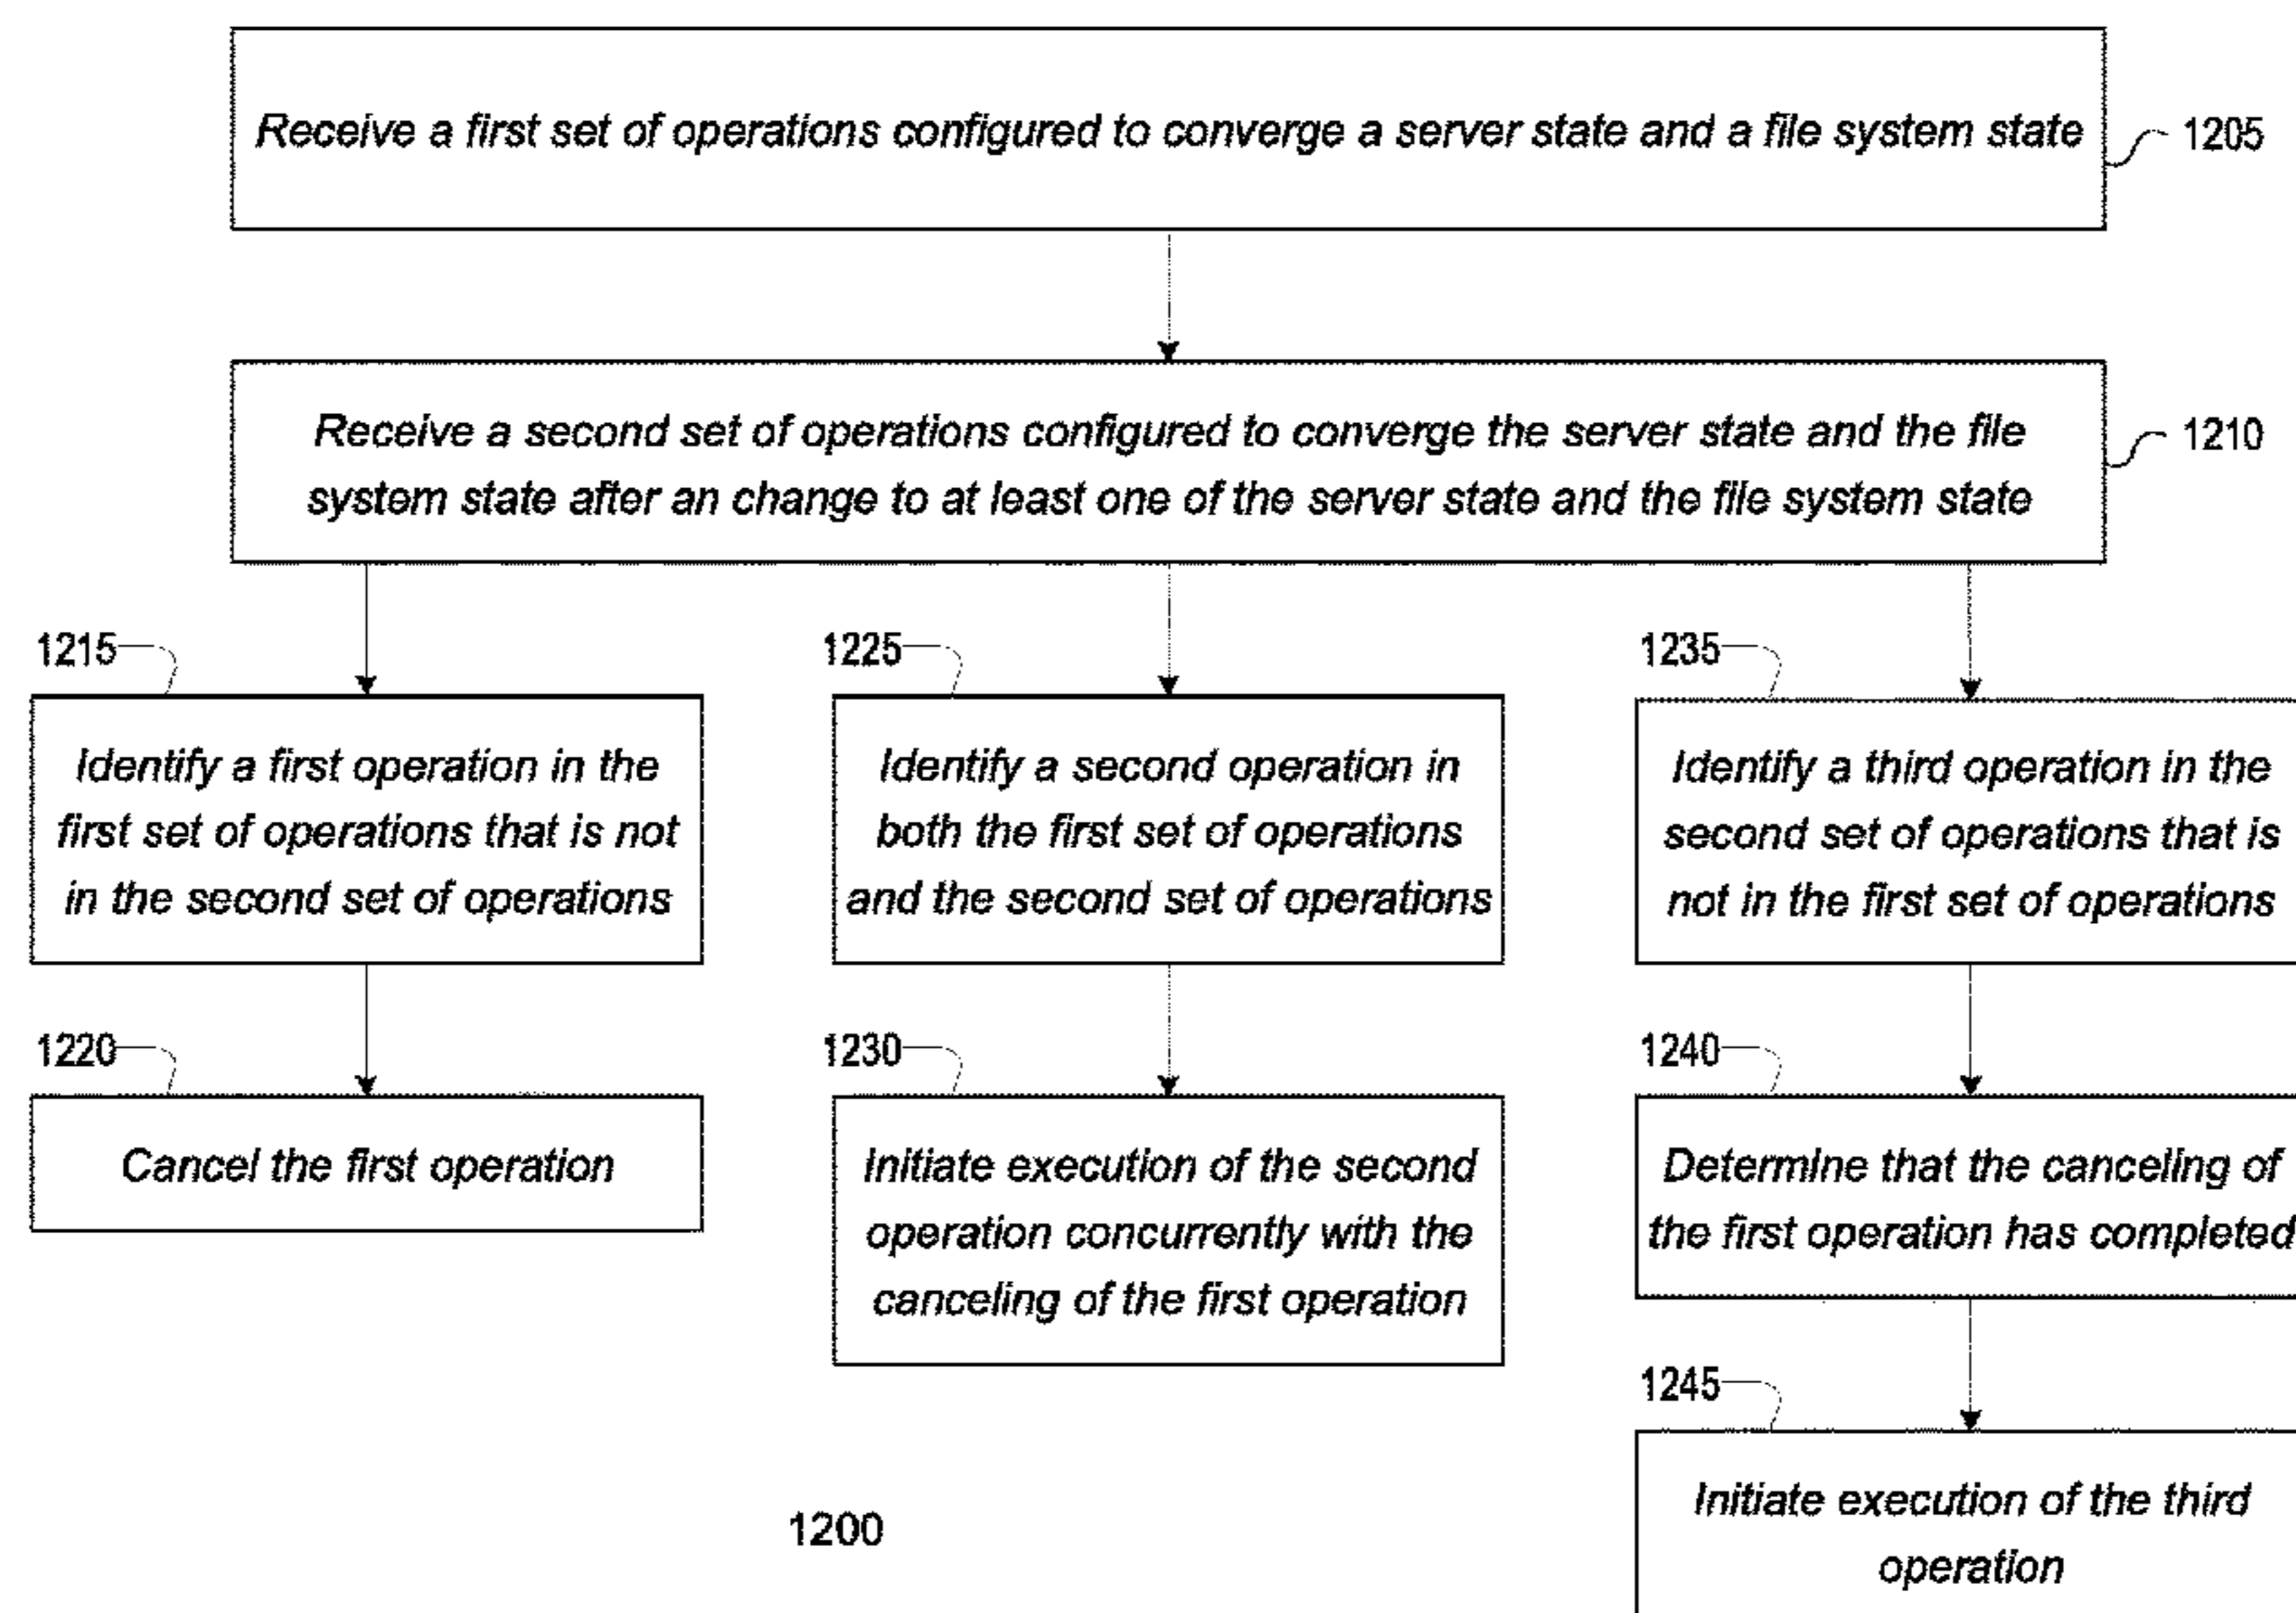 Receive a first set of operations configured to converge a server state and a file system state
1205
Receive a second set of operations configured to converge the server state and the file
system state after an change to at least one of the server state and the file system state
1210
1215
Identify a first operation in the
first set of operations that is not
in the second set of operations
1220
Cancel the first operation
1225
Identify a second operation in
both the first set of operations
and the second set of operations
1230
Initiate execution of the second
operation concurrently with the
canceling of the first operation
1235
Identify a third operation in the
second set of operations that is
not in the first set of operations
1240
Determine that the canceling of
the first operation has completed
1245
Initiate execution of the third
operation
1200